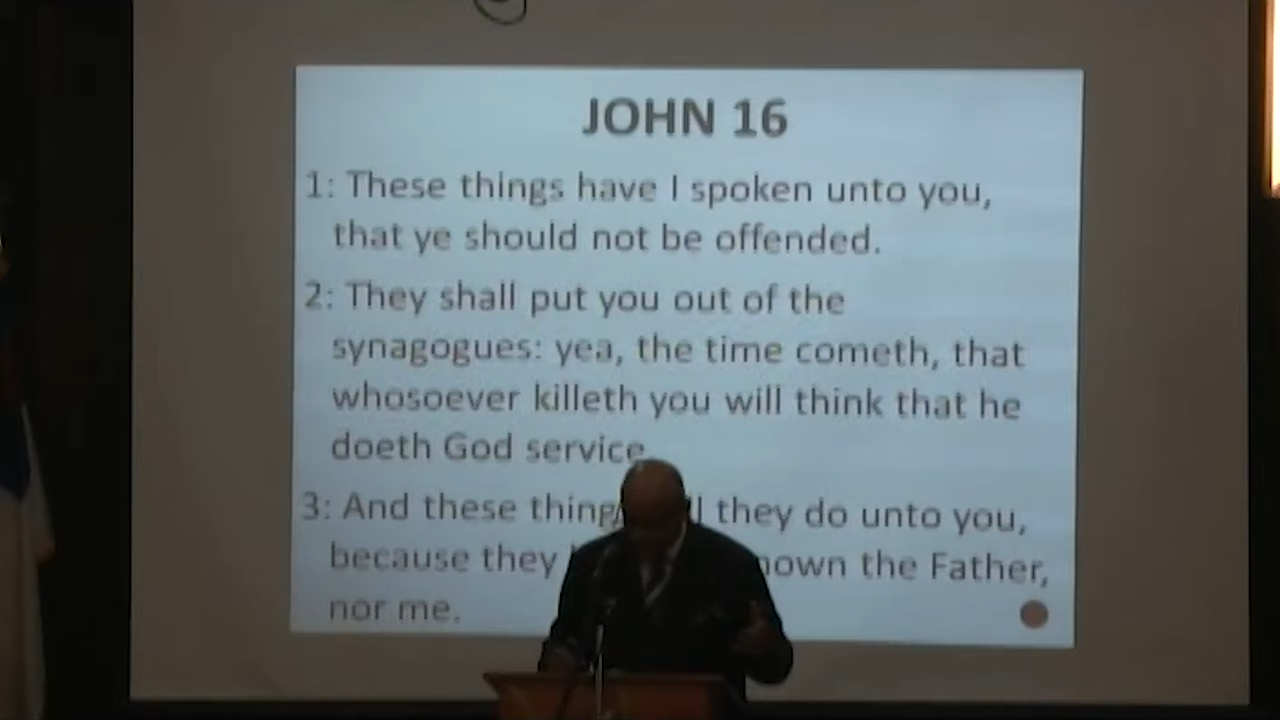 JOHN 16
1: These things have I spoken unto you,
that ye should not be offended.
2: They shall put you out of the
synagogues: yea, the time cometh, that
whosoever killeth you will think that he
doeth God service
3: And these thing they do unto you,
because they the Father,
nor me.